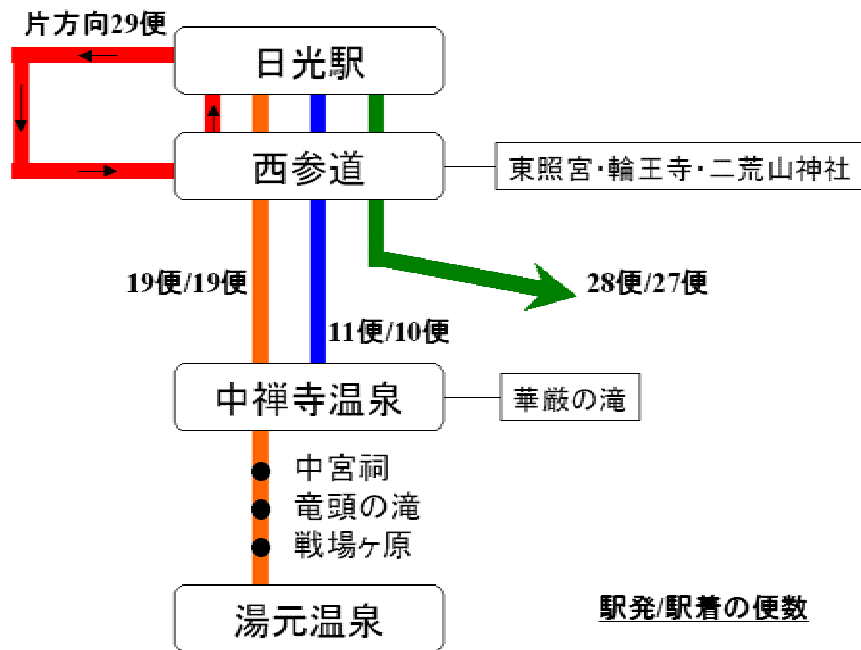 片方向29便
日光駅
西参道
東照宮・輪王寺・二荒山神社
19便/19便
28便/27便
11便/10便
中禅寺温泉
華厳の滝
中宮祠
竜頭の滝
戦場ヶ原
湯元温泉
駅発/駅着の便数